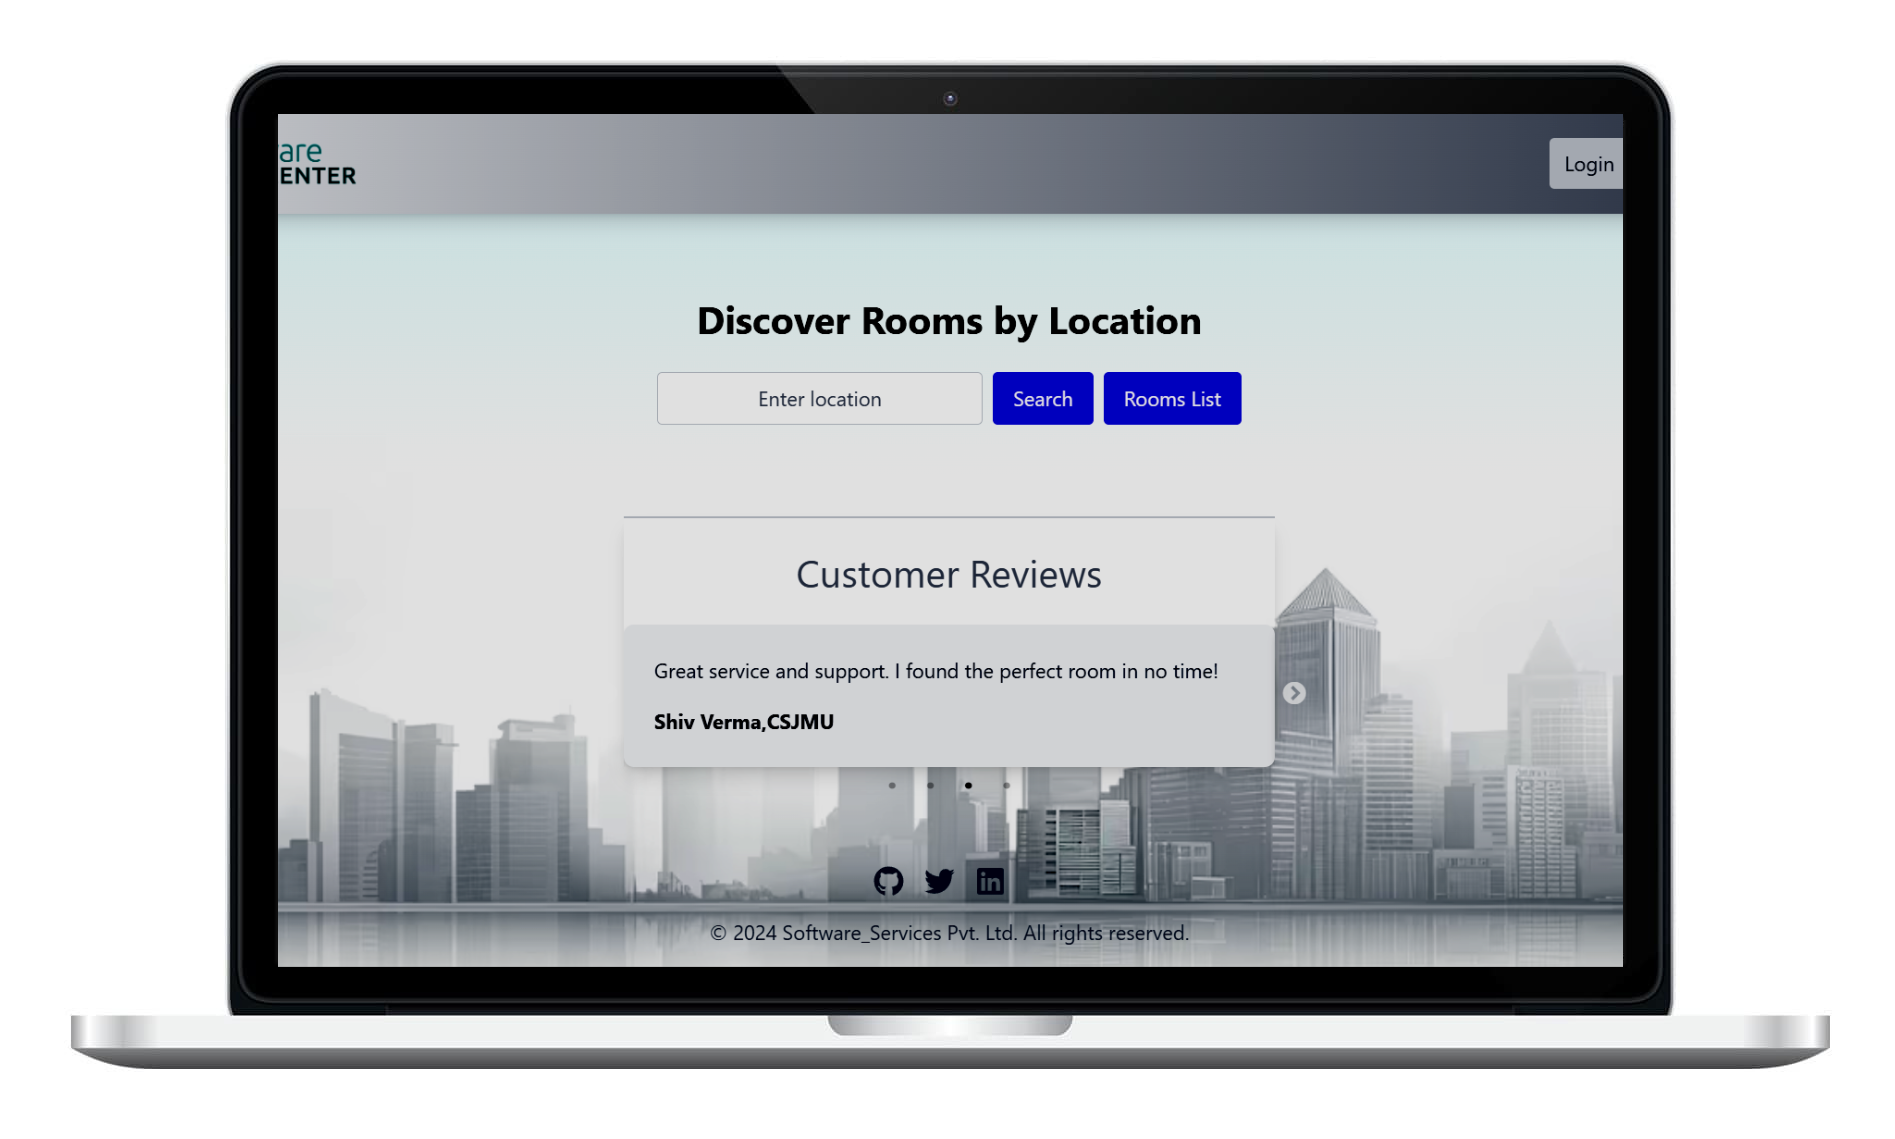 are
ENTER
Login
Discover Rooms by Location
Enter location
Search
Rooms List
Customer Reviews
Great service and support. I found the perfect room in no time!
Shiv Verma,CSJMU
in
© 2024 Software_Services Pvt. Ltd. All rights reserved.